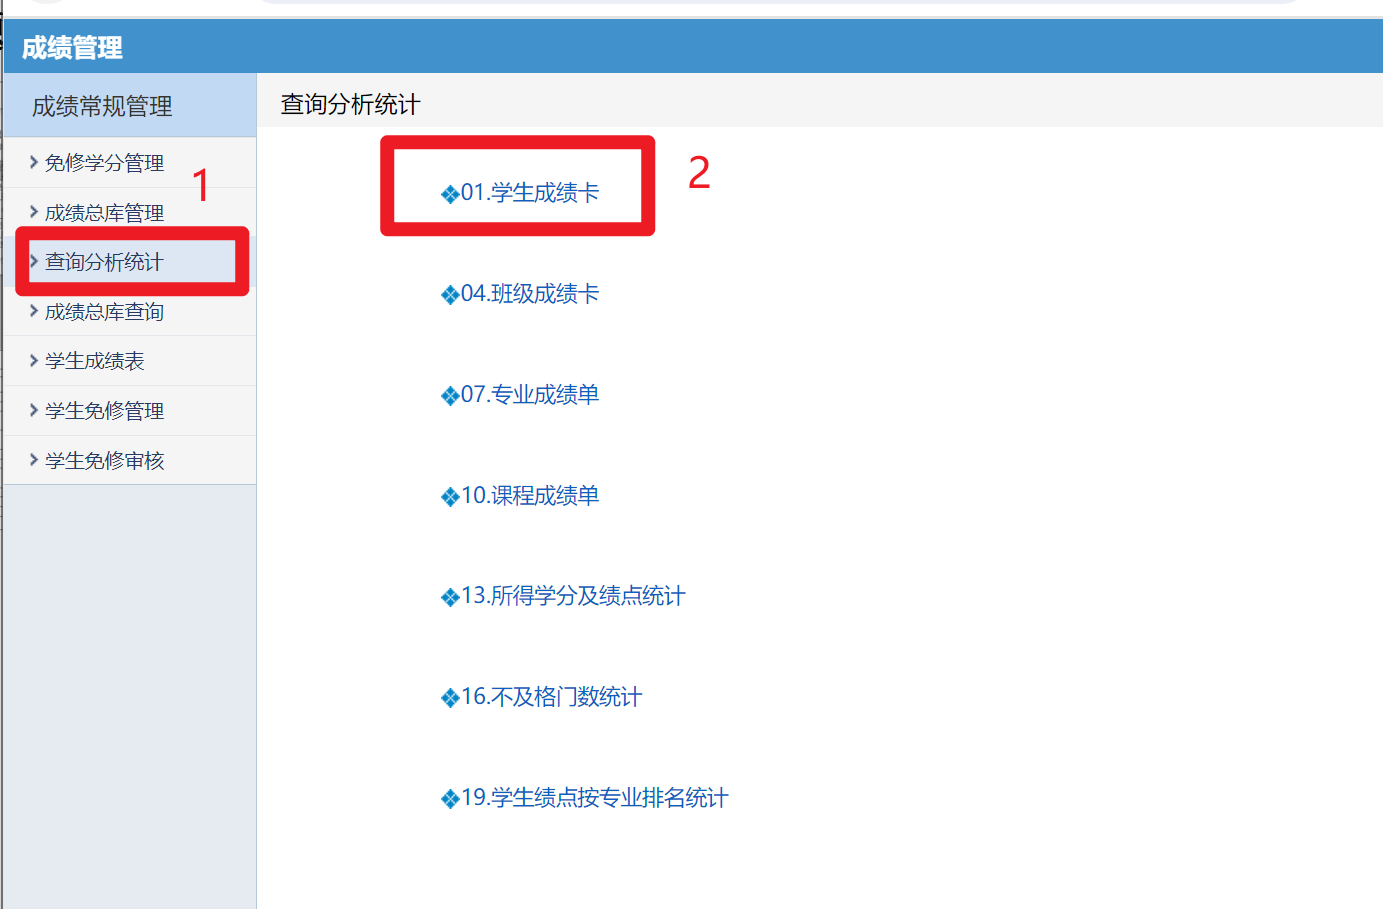 成绩管理
成绩常规管理
查询分析统计
免修学分管理
1
成绩总库管理
查询分析统计
成绩总库查询
学生成绩表
学生免修管理
学生免修审核
01.学生成绩卡
2
04.班级成绩卡
07.专业成绩单
10.课程成绩单
13.所得学分及绩点统计
16.不及格门数统计
19.学生绩点按专业排名统计